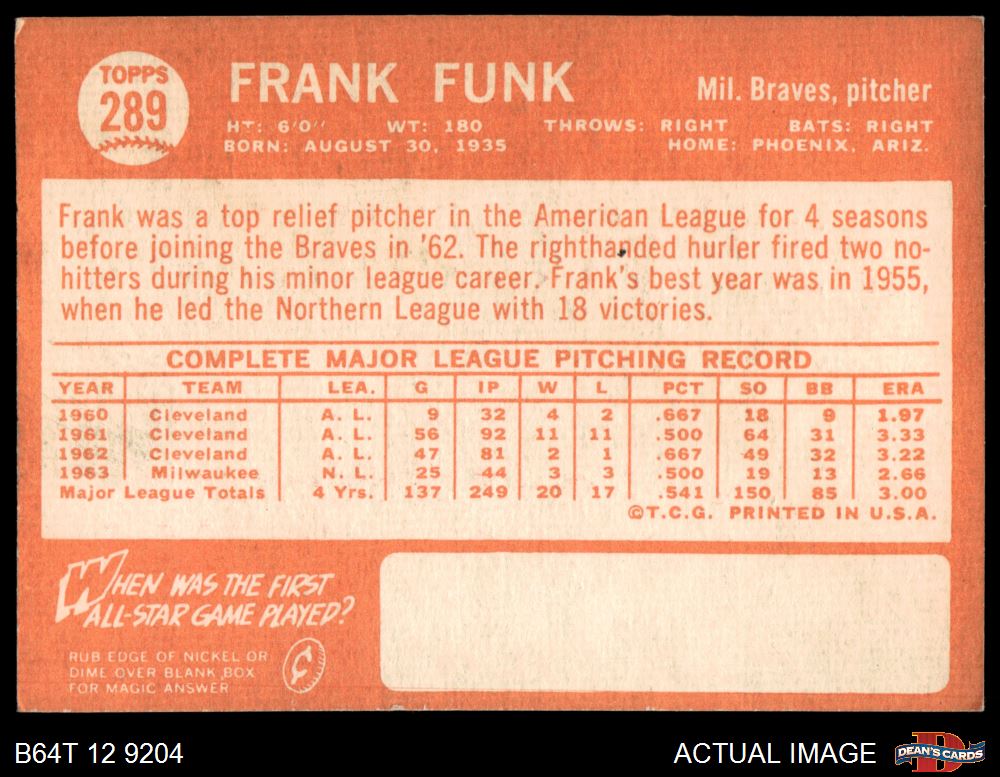 TOPPS
289
FRANK FUNK
Mil. Braves, pitcher
HT: 6'0" WT: 180 THROWS: RIGHT BATS: RIGHT
BORN: AUGUST 30, 1935 HOME: PHOENIX, ARIZ.
Frank was a top relief pitcher in the American League for 4 seasons
before joining the Braves in '62. The righthanded hurler fired two no-
hitters during his minor league career. Frank's best year was in 1955,
when he led the Northern League with 18 victories.
COMPLETE MAJOR LEAGUE PITCHING RECORD
YEAR TEAM LEA. G IP W L PCT SO BB ERA
1960 Cleveland A. L. 9 32 4 2 .667 18 9 1.97
1961 Cleveland A. L. 56 92 11 11 .500 64 31 3.33
1962 Cleveland A. L. 47 81 2 1 .667 49 32 3.22
1963 Milwaukee N. L. 25 44 3 3 .500 19 13 2.66
Major League Totals 4 Yrs. 137 249 20 17 .541 150 85 3.00
©T.C.G. PRINTED IN U.S.A.
WHEN WAS THE FIRST
ALL-STAR GAME PLAYED?
RUB EDGE OF NICKEL OR
DIME OVER BLANK BOX
FOR MAGIC ANSWER
¢
B64T 12 9204
ACTUAL IMAGE
DEAN'S CARDS